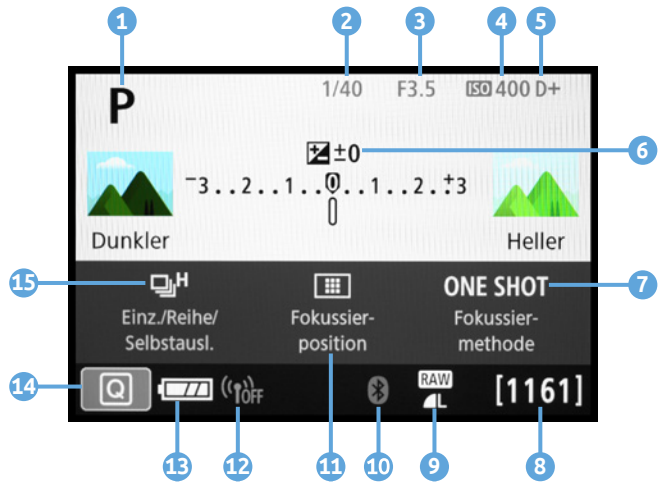 1 2 3 4 5
P 1/40 F3.5 ISO 400 D+
±0 6
-3..2..1..0..1..2..+3
Dunkler Heller
15 H ONE SHOT 7
Einz./Reihe/ Fokussier- Fokussier-
Selbstausl. position methode
14 Q OFF RAW L [1161]
13 12 11 10 9 8